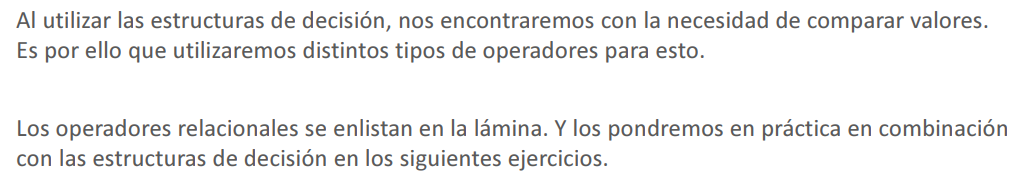 Al utilizar las estructuras de decisión, nos encontraremos con la necesidad de comparar valores.
Es por ello que utilizaremos distintos tipos de operadores para esto.
Los operadores relacionales se enlistan en la lámina. Y los pondremos en práctica en combinación
con las estructuras de decisión en los siguientes ejercicios.